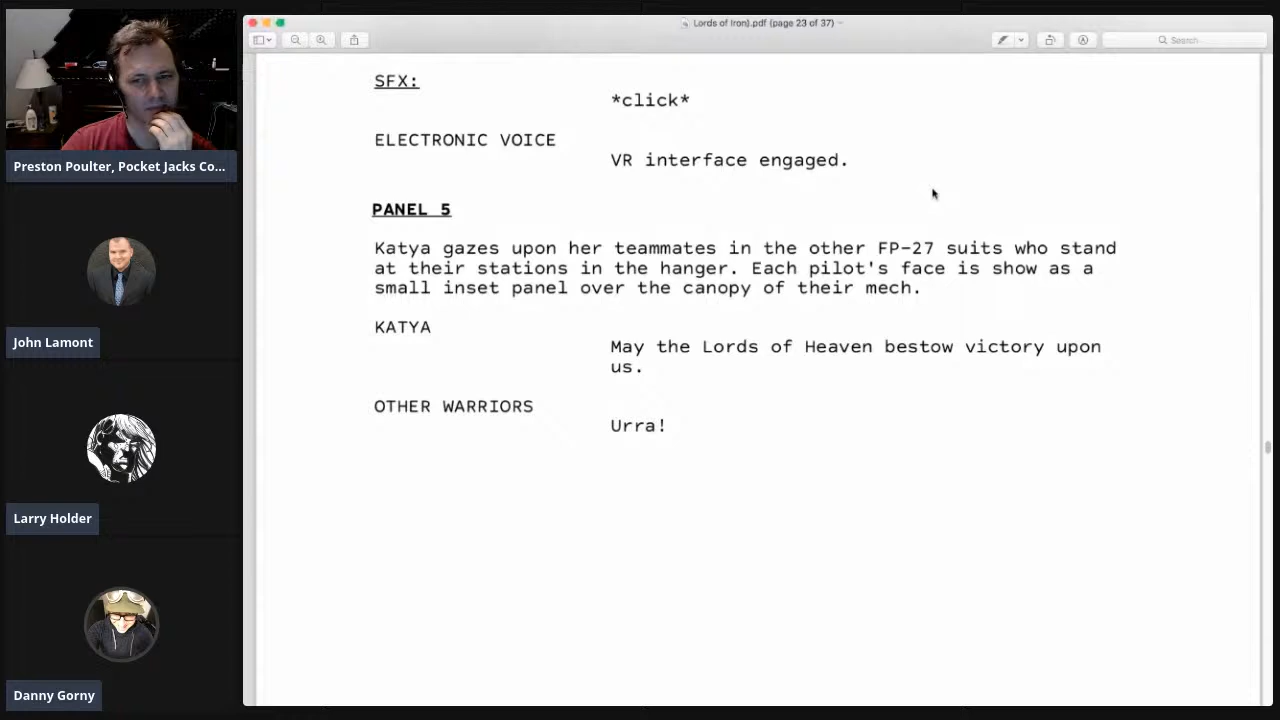 Lords of Iron}.pdf (page 23 of 37)
Search
SFX:
*click*
ELECTRONIC VOICE
VR interface engaged.
PANEL 5
Katya gazes upon her teammates in the other FP-27 suits who stand
at their stations in the hanger. Each pilot's face is show as a
small inset panel over the canopy of their mech.
KATYA
May the Lords of Heaven bestow victory upon
us.
OTHER WARRIORS
Urra!
Preston Poulter, Pocket Jacks Co...
John Lamont
Larry Holder
Danny Gorny